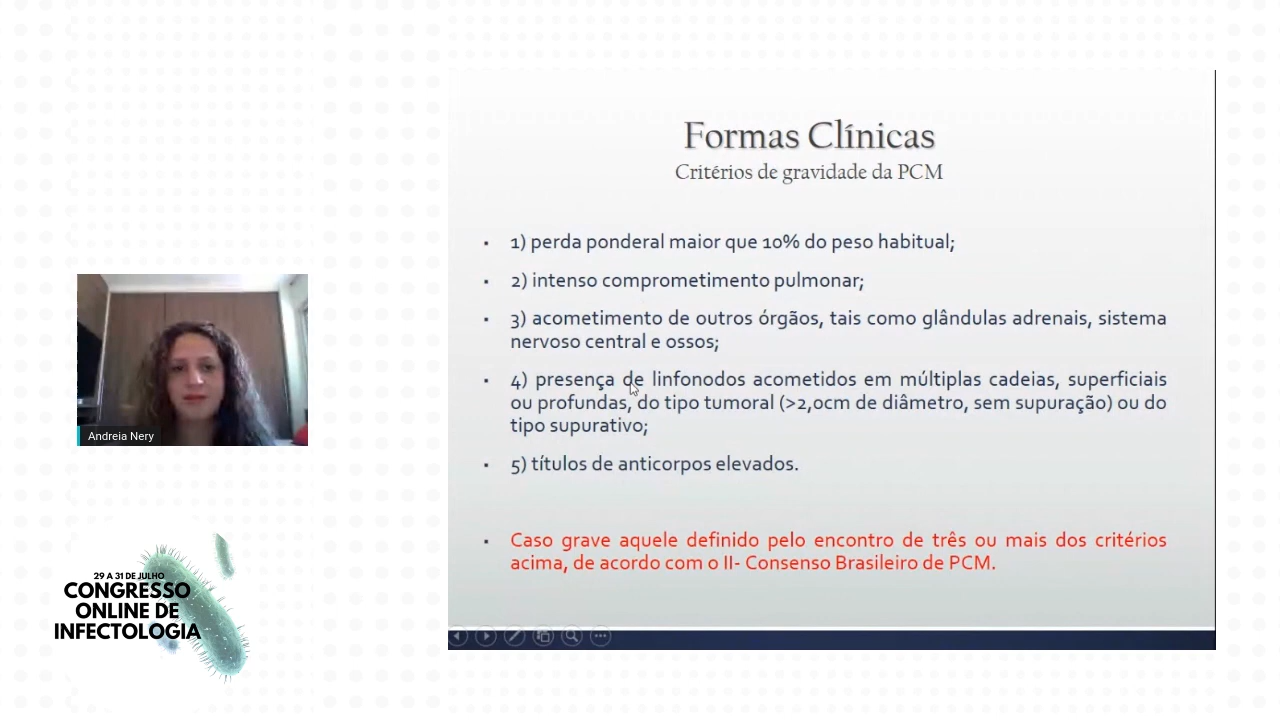 Formas Clínicas
Critérios de gravidade da PCM
1) perda ponderal maior que 10% do peso habitual;
2) intenso comprometimento pulmonar;
3) acometimento de outros órgãos, tais como glândulas adrenais, sistema
nervoso central e ossos;
4) presença de linfonodos acometidos em múltiplas cadeias, superficiais
ou profundas, do tipo tumoral (>2,0cm de diâmetro, sem supuração) ou do
tipo supurativo;
5) títulos de anticorpos elevados.
Caso grave aquele definido pelo encontro de três ou mais dos critérios
acima, de acordo com o II- Consenso Brasileiro de PCM.
Andreia Nery
29 A 31 DE JULHO
CONGRESSO
ONLINE DE
INFECTOLOGIA